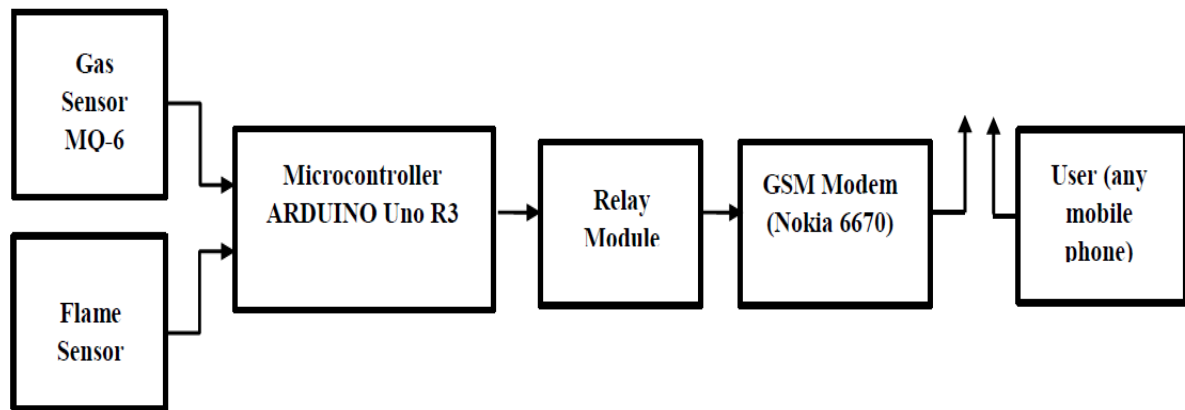 Gas
Sensor
MQ-6
Flame
Sensor
Microcontroller
ARDUINO Uno R3
Relay
Module
GSM Modem
(Nokia 6670)
User (any
mobile
phone)